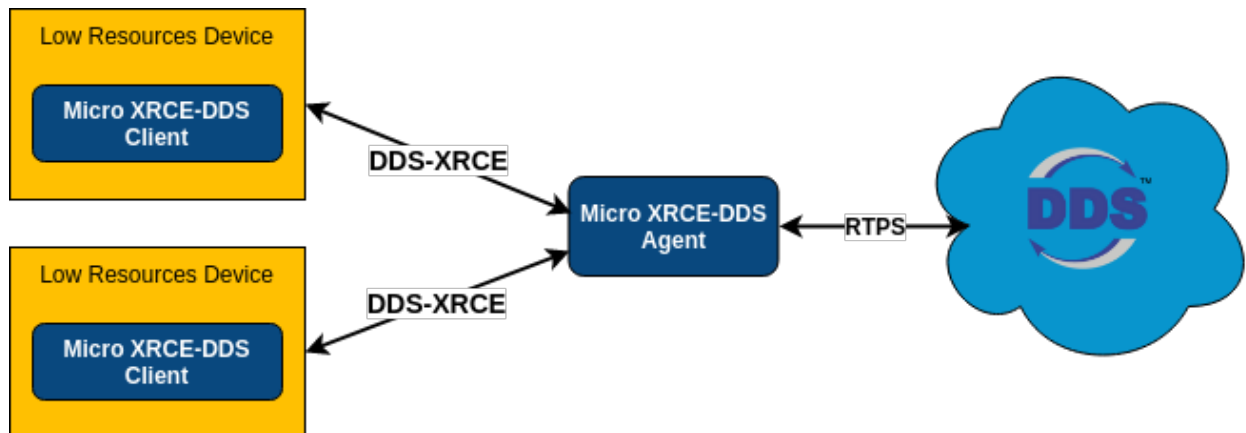 Low Resources Device
Micro XRCE-DDS
Client
DDS-XRCE
Low Resources Device
Micro XRCE-DDS
Client
DDS-XRCE
Micro XRCE-DDS
Agent
RTPS
DDS™